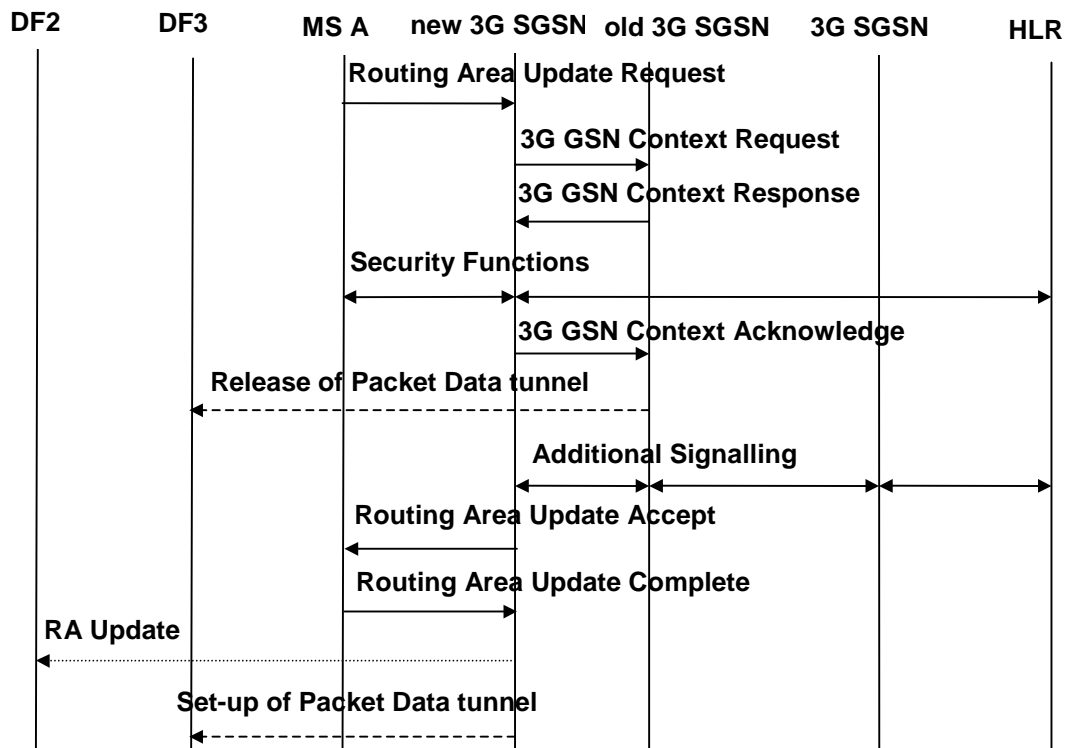 DF2 DF3 MS A new 3G SGSN old 3G SGSN 3G SGSN HLR
Routing Area Update Request
3G GSN Context Request
3G GSN Context Response
Security Functions
3G GSN Context Acknowledge
Release of Packet Data tunnel
Additional Signalling
Routing Area Update Accept
Routing Area Update Complete
RA Update
Set-up of Packet Data tunnel